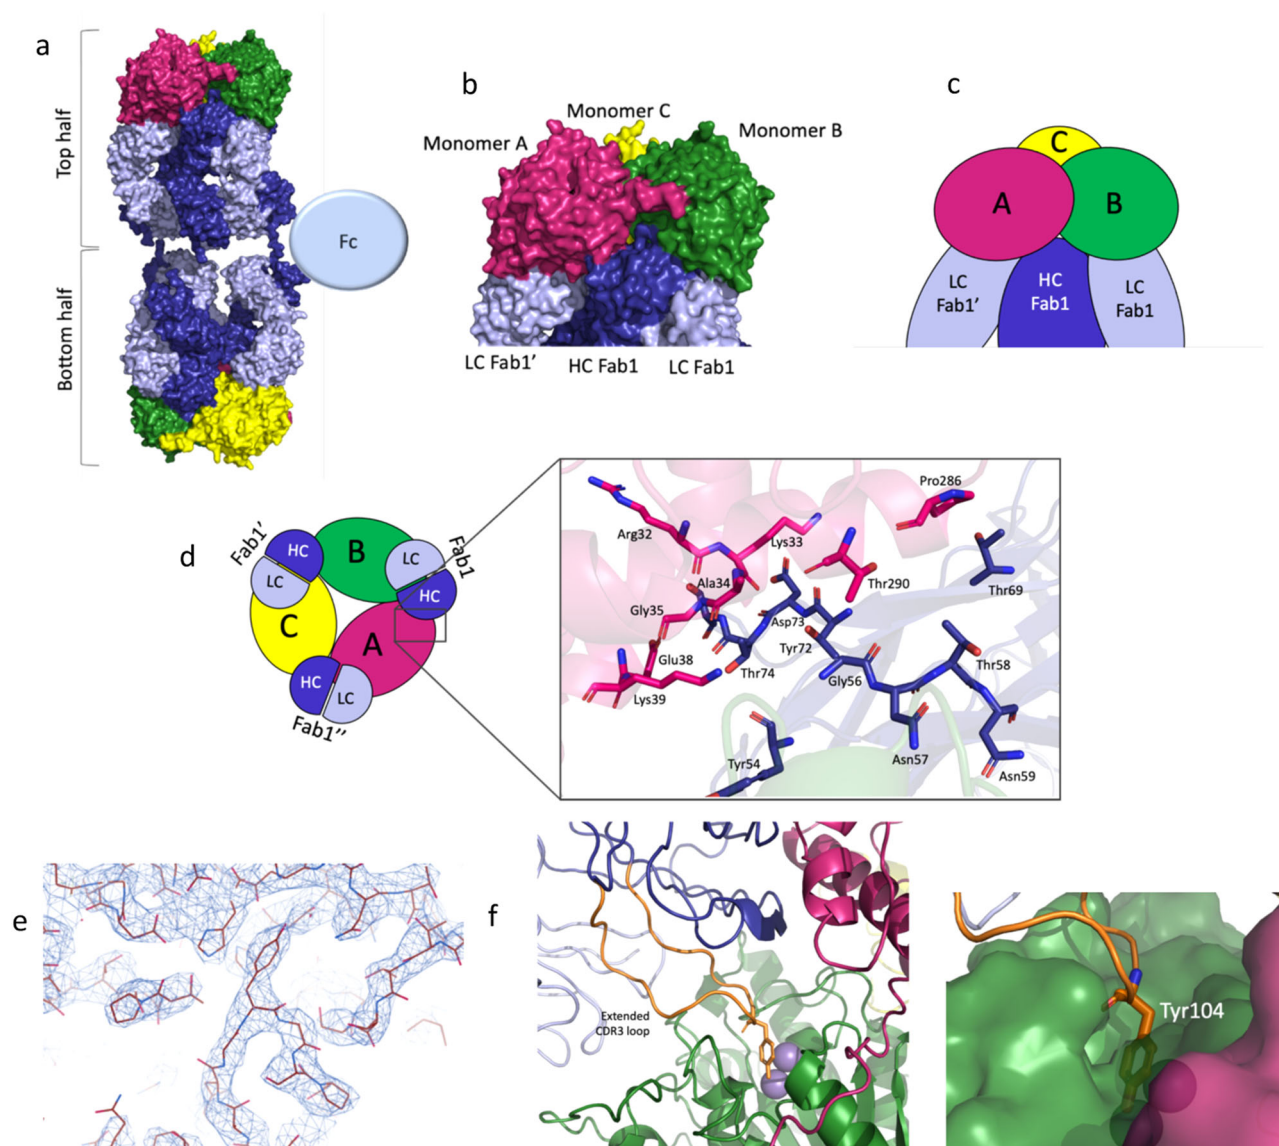 a
Top half
Bottom half
Fc
b
Monomer C
Monomer A
Monomer B
LC Fab1′
HC Fab1
LC Fab1
c
C
A
B
LC
Fab1′
HC
Fab1
LC
Fab1
d
Fab1′
HC
LC
B
LC
Fab1
HC
C
A
HC
LC
Fab1′′
Pro286
Arg32
Lys33
Thr290
Ala34
Thr69
Gly35
Asp73
Tyr72
Glu38
Thr74
Thr58
Gly56
Lys39
Tyr54
Asn57
Asn59
e
f
Extended
CDR3 loop
Tyr104